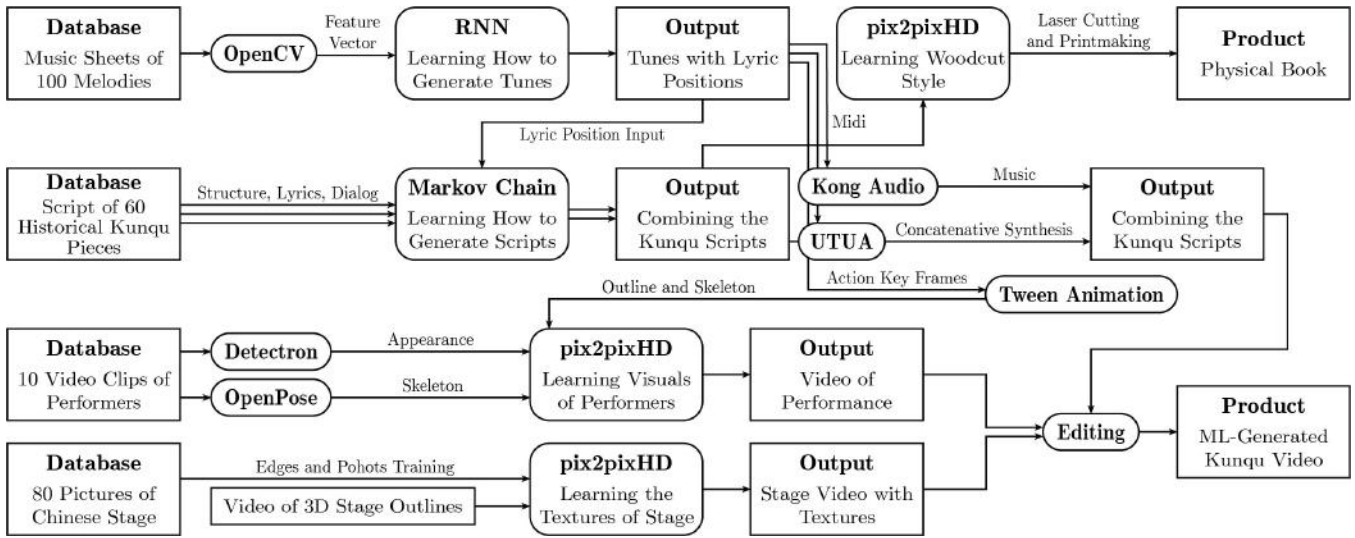 Database
Music Sheets of
100 Melodies
OpenCV
Feature
Vector
RNN
Learning How to
Generate Tunes
Output
Tunes with Lyric
Positions
pix2pixHD
Learning Woodcut
Style
Laser Cutting
and Printmaking
Product
Physical Book
Lyric Position Input
Midi
Database
Script of 60
Historical Kunqu
Pieces
Structure, Lyrics, Dialog
Markov Chain
Learning How to
Generate Scripts
Output
Combining the
Kunqu Scripts
Kong Audio
Music
UTUA
Concatenative Synthesis
Output
Combining the
Kunqu Scripts
Action Key Frames
Tween Animation
Outline and Skeleton
Database
10 Video Clips of
Performers
Detectron
Appearance
OpenPose
Skeleton
pix2pixHD
Learning Visuals
of Performers
Output
Video of
Performance
Editing
Product
ML-Generated
Kunqu Video
Database
80 Pictures of
Chinese Stage
Edges and Pohots Training
Video of 3D Stage Outlines
pix2pixHD
Learning the
Textures of Stage
Output
Stage Video with
Textures